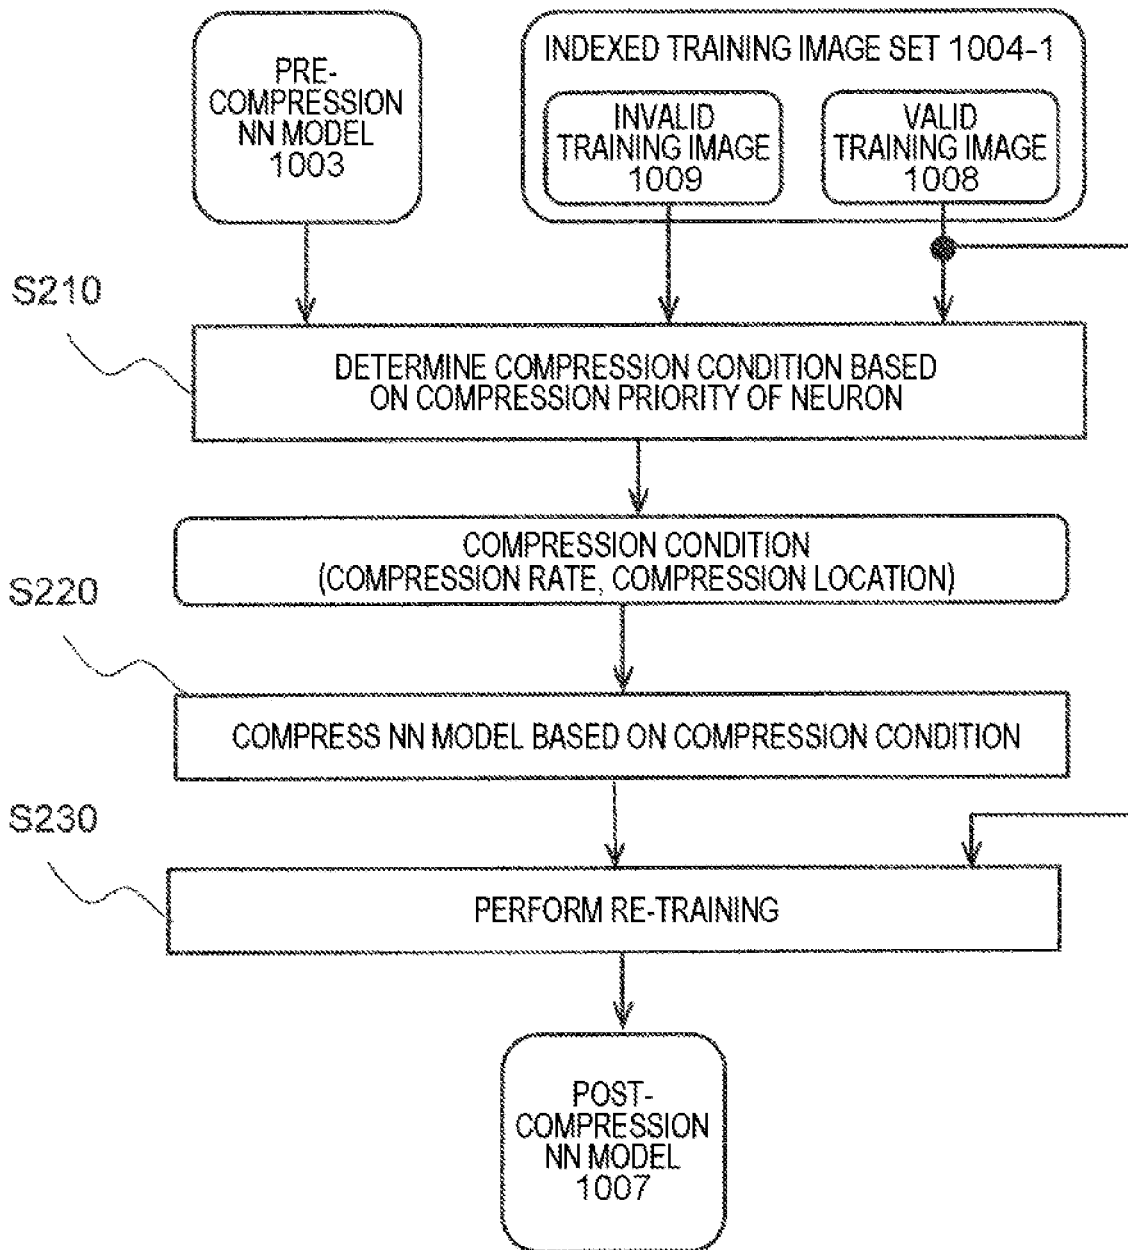 PRE-
COMPRESSION
NN MODEL
1003
INDEXED TRAINING IMAGE SET 1004-1
INVALID
TRAINING IMAGE
1009
VALID
TRAINING IMAGE
1008
S210
DETERMINE COMPRESSION CONDITION BASED
ON COMPRESSION PRIORITY OF NEURON
COMPRESSION CONDITION
(COMPRESSION RATE, COMPRESSION LOCATION)
S220
COMPRESS NN MODEL BASED ON COMPRESSION CONDITION
S230
PERFORM RE-TRAINING
POST-
COMPRESSION
NN MODEL
1007